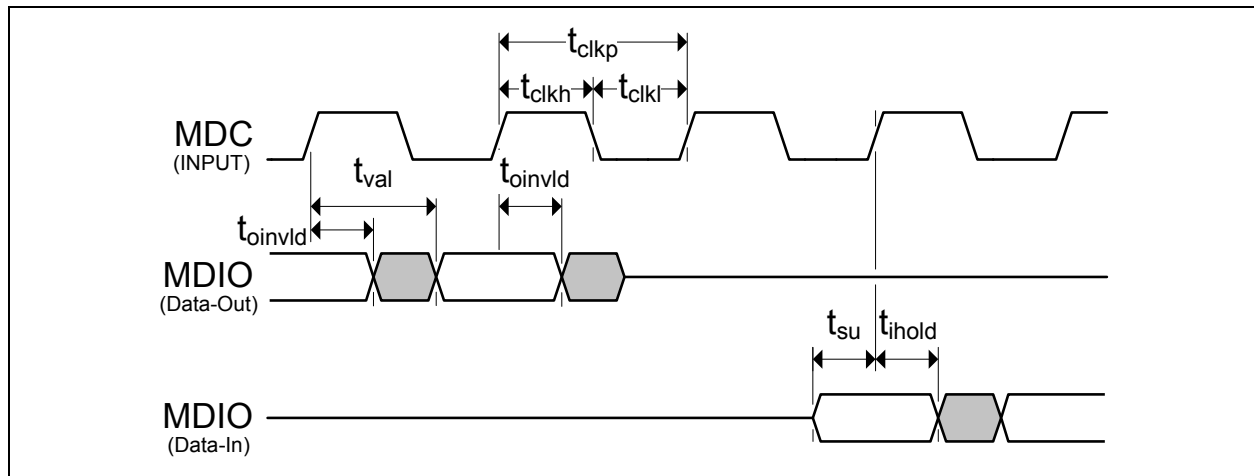 tclkp
tclkh tclkl
MDC
(INPUT)
tval toinvld
toinvld
MDIO
(Data-Out)
tsu tihold
MDIO
(Data-In)